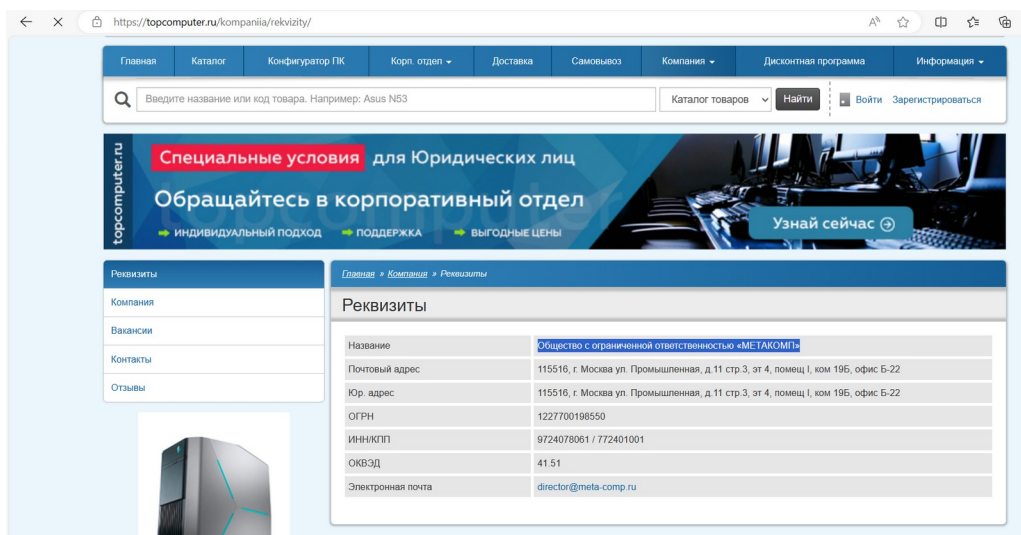 https://topcomputer.ru/kompaniia/rekvizity/
Главная Каталог Конфигуратор ПК Корп. отдел Доставка Самовывоз Компания Дисконтная программа Информация
Введите название или код товара. Например: Asus N53 Каталог товаров Найти Войти Зарегистрироваться
topcomputer.ru
Специальные условия для Юридических лиц
Обращайтесь в корпоративный отдел
индивидуальный подход поддержка выгодные цены
Узнай сейчас
Реквизиты
Компания
Вакансии
Контакты
Отзывы
Главная » Компания » Реквизиты
Реквизиты
Название Общество с ограниченной ответственностью «МЕТАКОМП»
Почтовый адрес 115516, г. Москва ул. Промышленная, д.11 стр.3, эт 4, помещ I, ком 19Б, офис Б-22
Юр. адрес 115516, г. Москва ул. Промышленная, д.11 стр.3, эт 4, помещ I, ком 19Б, офис Б-22
ОГРН 1227700198550
ИНН/КПП 9724078061 / 772401001
ОКВЭД 41.51
Электронная почта director@meta-comp.ru